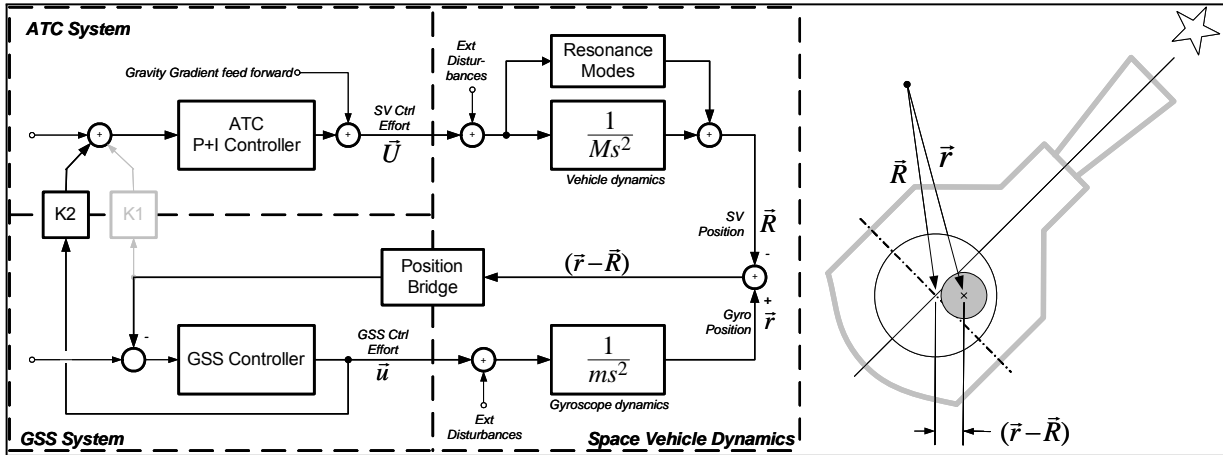 ATC System
Gravity Gradient feed forward
ATC
P+I Controller
+
+
SV Ctrl
Effort
U⃗
K2
K1
Ext
Distur-
bances
+
Resonance
Modes
1
Ms²
Vehicle dynamics
+
SV
Position
R⃗
-
+
+
Gyro
Position
r⃗
(r⃗ − R⃗)
Position
Bridge
-
GSS Controller
GSS Ctrl
Effort
u⃗
+
Ext
Disturbances
1
ms²
Gyroscope dynamics
GSS System
Space Vehicle Dynamics
R⃗
r⃗
×
(r⃗ − R⃗)